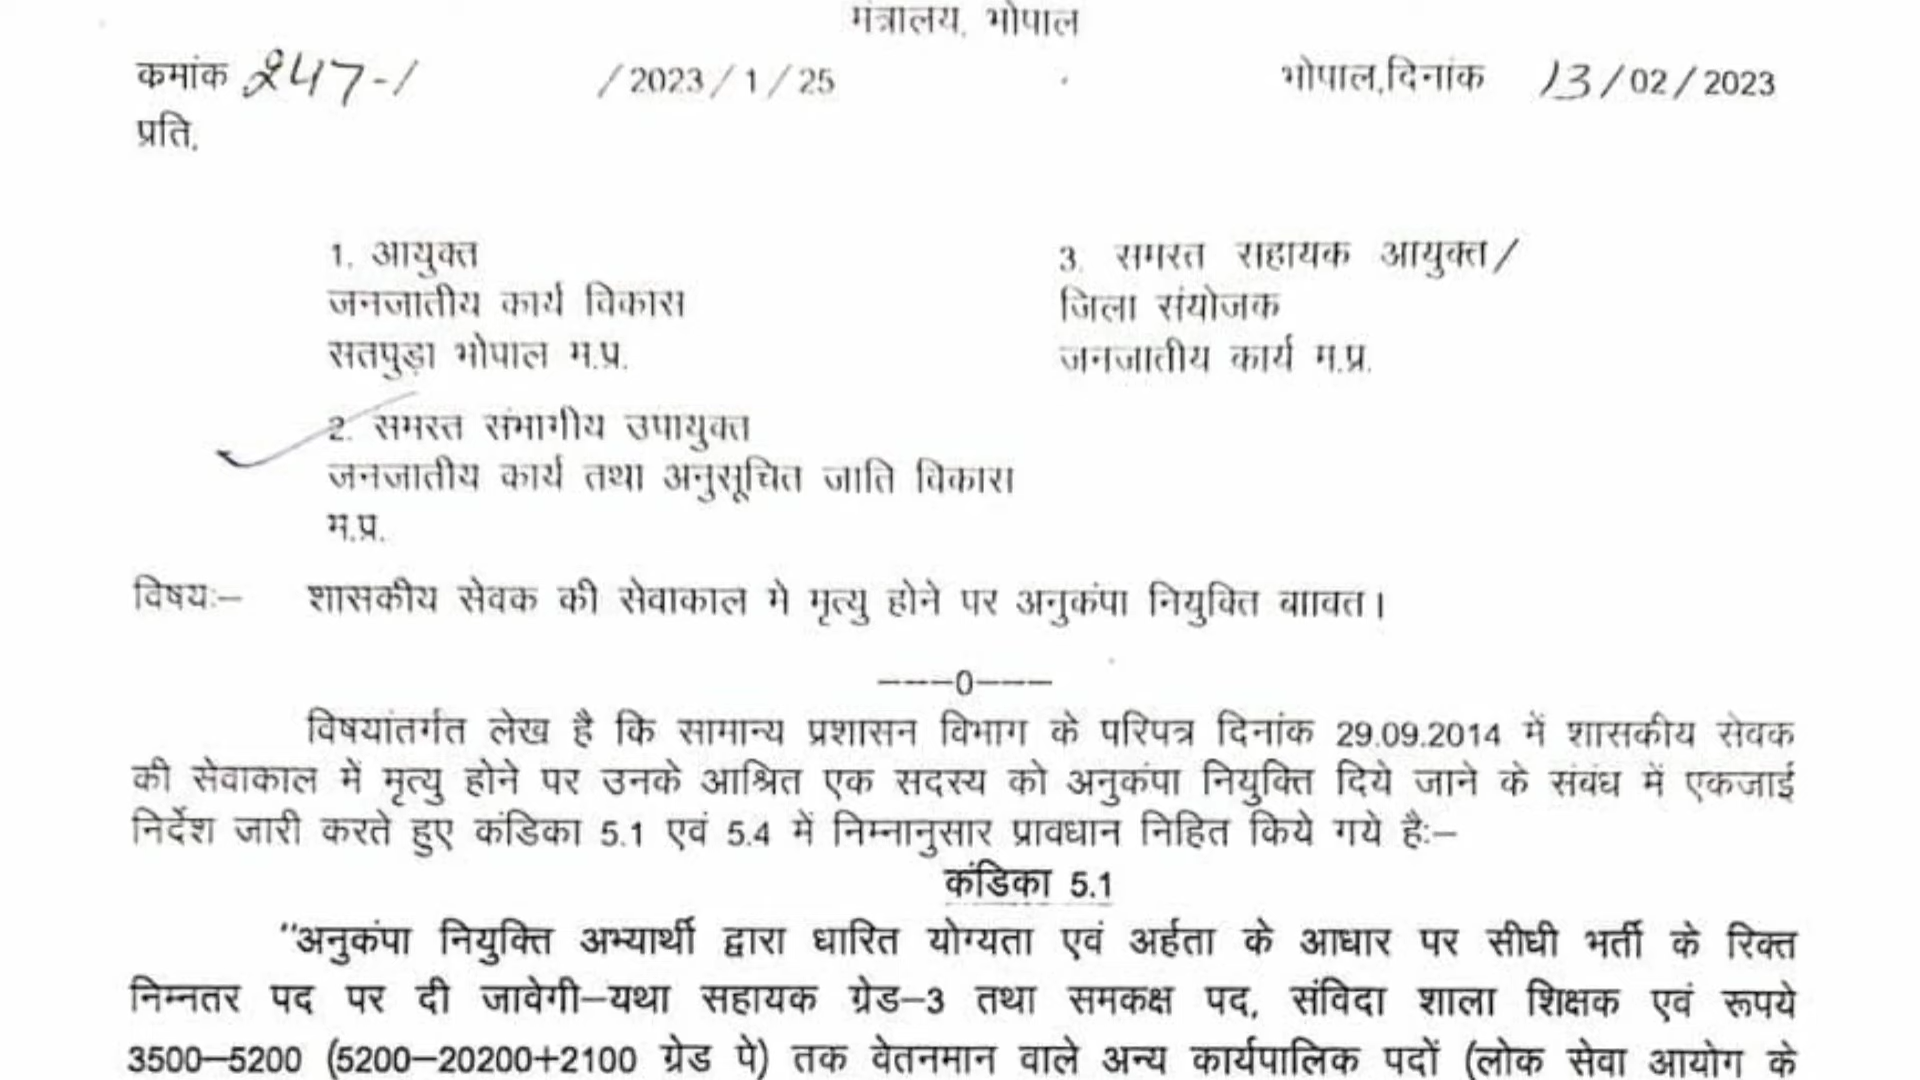 मंत्रालय, भोपाल
कमांक 247-1 /2023/1/25 भोपाल,दिनांक 13/02/2023
प्रति,
1. आयुक्त
जनजातीय कार्य विकास
सतपुड़ा भोपाल म.प्र.
3. समस्त सहायक आयुक्त/
जिला संयोजक
जनजातीय कार्य म.प्र.
2. समस्त संभागीय उपायुक्त
जनजातीय कार्य तथा अनुसूचित जाति विकास
म.प्र.
विषय:– शासकीय सेवक की सेवाकाल मे मृत्यु होने पर अनुकंपा नियुक्ति बाावत।
---0---
विषयांतर्गत लेख है कि सामान्य प्रशासन विभाग के परिपत्र दिनांक 29.09.2014 में शासकीय सेवक
की सेवाकाल में मृत्यु होने पर उनके आश्रित एक सदस्य को अनुकंपा नियुक्ति दिये जाने के संबंध में एकजाई
निर्देश जारी करते हुए कंडिका 5.1 एवं 5.4 में निम्नानुसार प्रावधान निहित किये गये है:–
कंडिका 5.1
"अनुकंपा नियुक्ति अभ्यार्थी द्वारा धारित योग्यता एवं अर्हता के आधार पर सीधी भर्ती के रिक्त
निम्नतर पद पर दी जावेगी–यथा सहायक ग्रेड–3 तथा समकक्ष पद, संविदा शाला शिक्षक एवं रूपये
3500–5200 (5200–20200+2100 ग्रेड पे) तक वेतनमान वाले अन्य कार्यपालिक पदों (लोक सेवा आयोग के